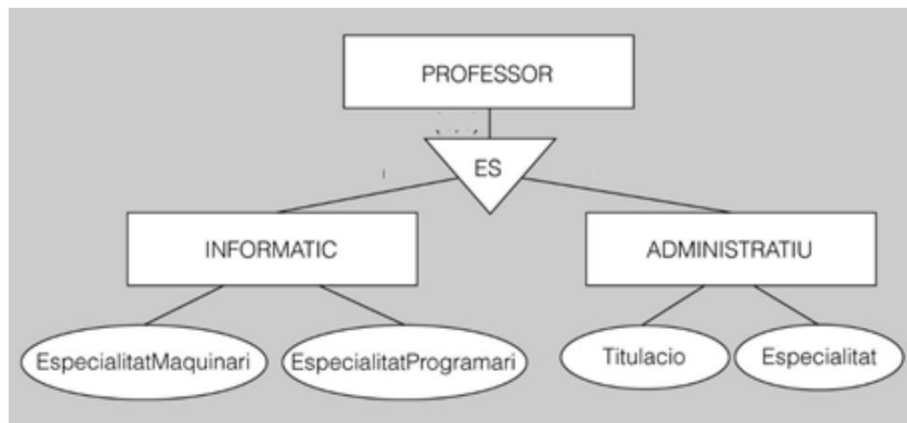 PROFESSOR
ES
INFORMATIC
ADMINISTRATIU
EspecialitatMaquinari
EspecialitatProgramari
Titulacio
Especialitat